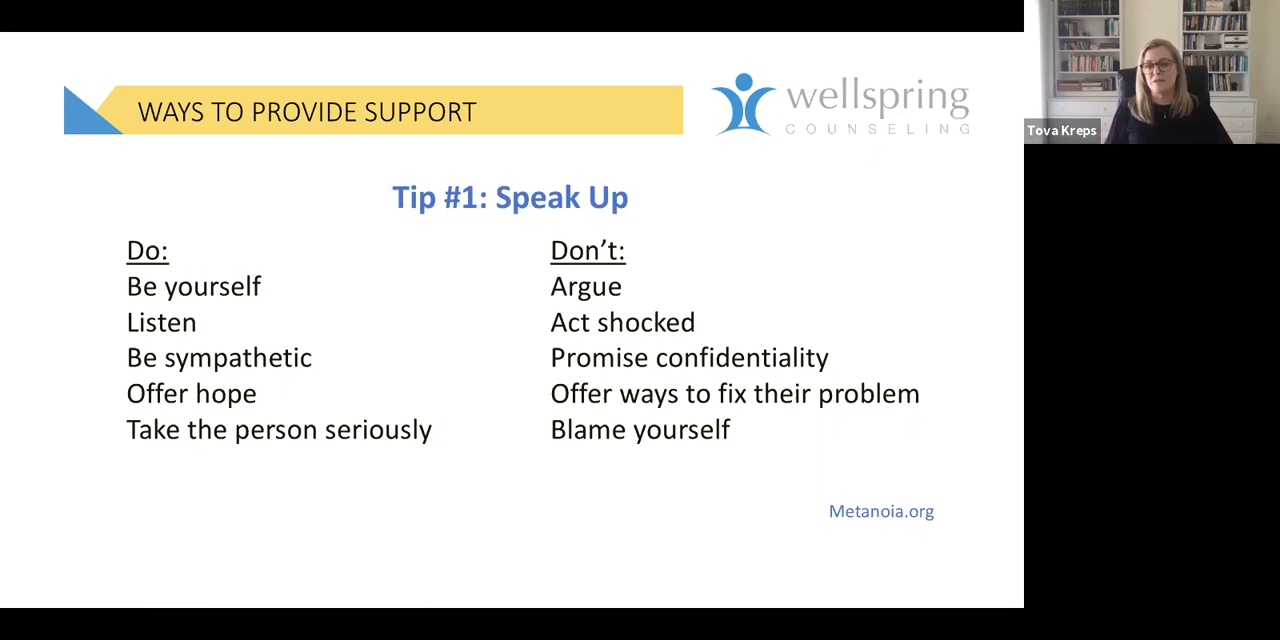 WAYS TO PROVIDE SUPPORT
wellspring
COUNSELING
Tova Kreps
Tip #1: Speak Up
Do:
Be yourself
Listen
Be sympathetic
Offer hope
Take the person seriously
Don’t:
Argue
Act shocked
Promise confidentiality
Offer ways to fix their problem
Blame yourself
Metanoia.org